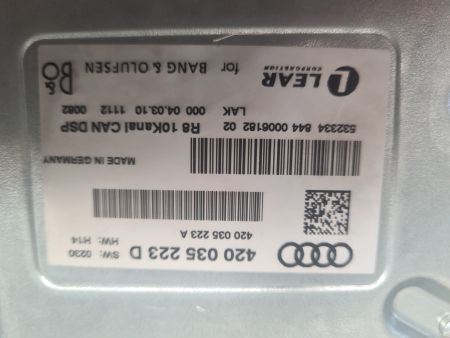 420 035 223 D
SW: 0230
HW: H14
420 035 223 A
MADE IN GERMANY
R8 10Kanal CAN DSP
532334 844 0006182 02
LAK 000 04.03.10 1112 0082
LEAR
CORPORATION
for BANG & OLUFSEN
B&O